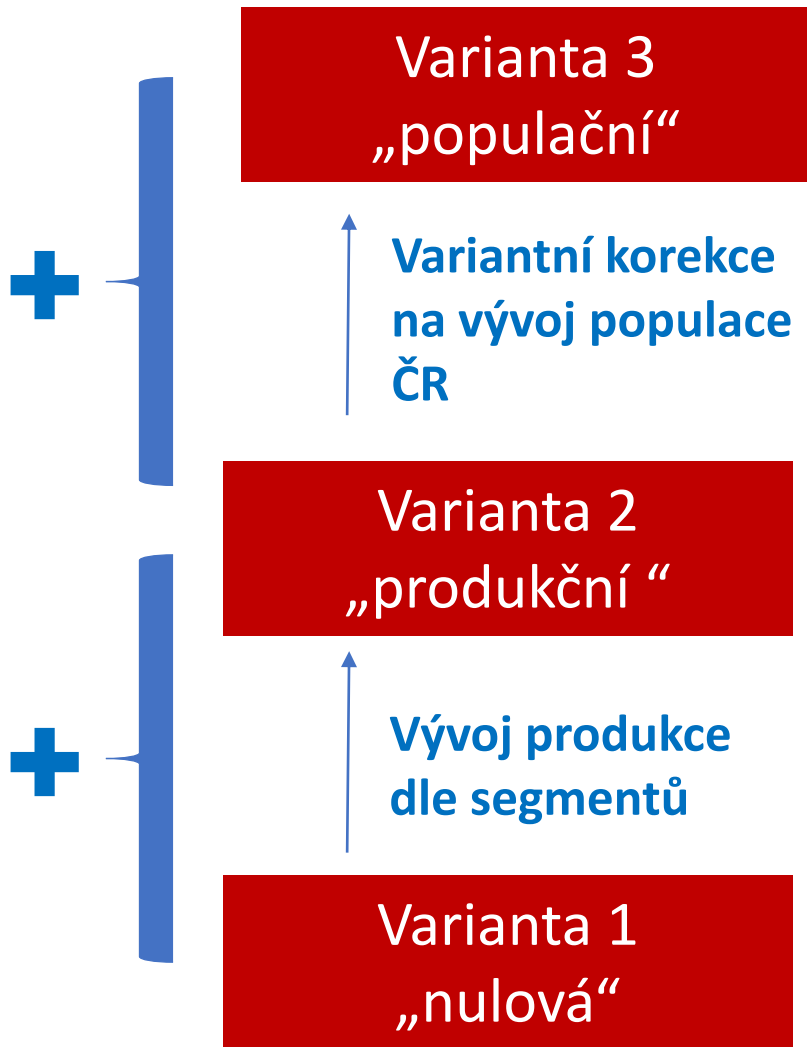 Varianta 3
„populační“
Variantní korekce
na vývoj populace
ČR
Varianta 2
„produkční “
Vývoj produkce
dle segmentů
Varianta 1
„nulová“